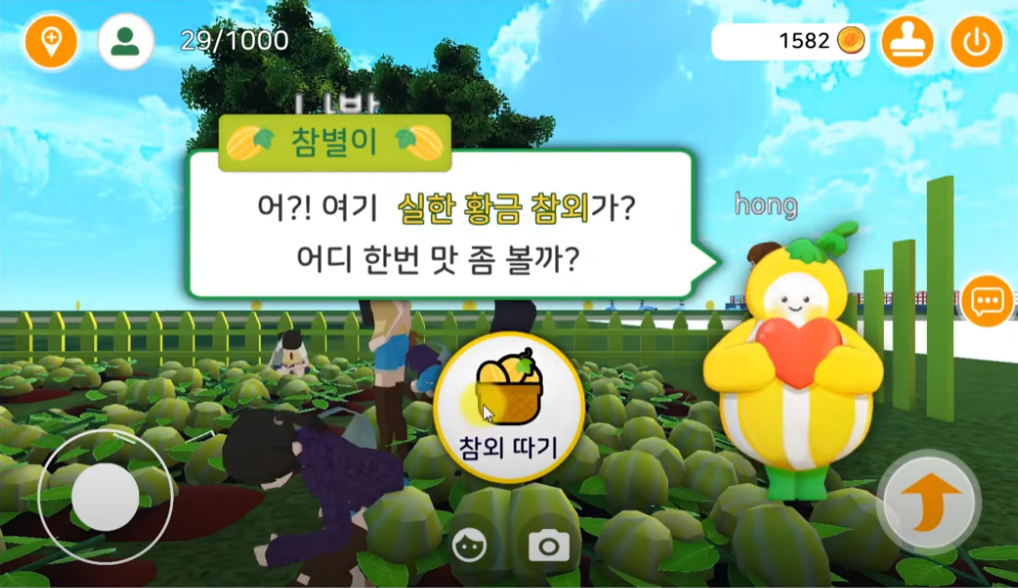 29/1000
1582
참별이
어?! 여기 실한 황금 참외가?
어디 한번 맛 좀 볼까?
hong
참외 따기